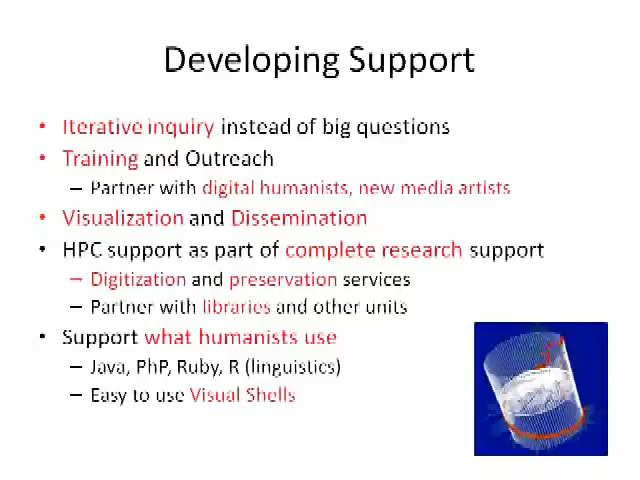 Developing Support
• Iterative inquiry instead of big questions
• Training and Outreach
– Partner with digital humanists, new media artists
• Visualization and Dissemination
• HPC support as part of complete research support
– Digitization and preservation services
– Partner with libraries and other units
• Support what humanists use
– Java, PhP, Ruby, R (linguistics)
– Easy to use Visual Shells